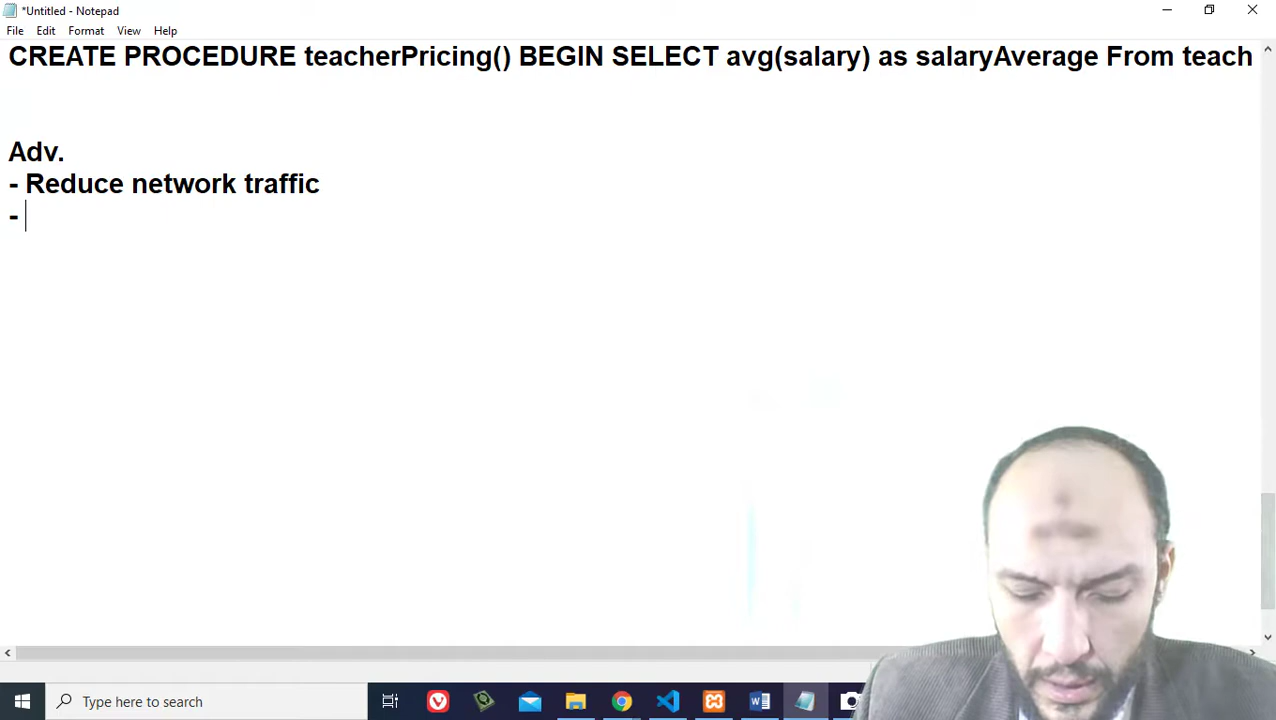 *Untitled - Notepad
File Edit Format View Help
CREATE PROCEDURE teacherPricing() BEGIN SELECT avg(salary) as salaryAverage From teach
Adv.
- Reduce network traffic
-
Type here to search